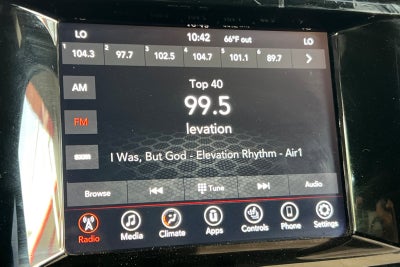 LO 10:42 66°F out LO
1 104.3 2 97.7 3 102.5 4 104.7 5 101.1 6 89.7
AM Top 40
FM 99.5
levation
I Was, But God - Elevation Rhythm - Air1
Browse Tune Audio
Radio Media Climate Apps Controls Phone Settings